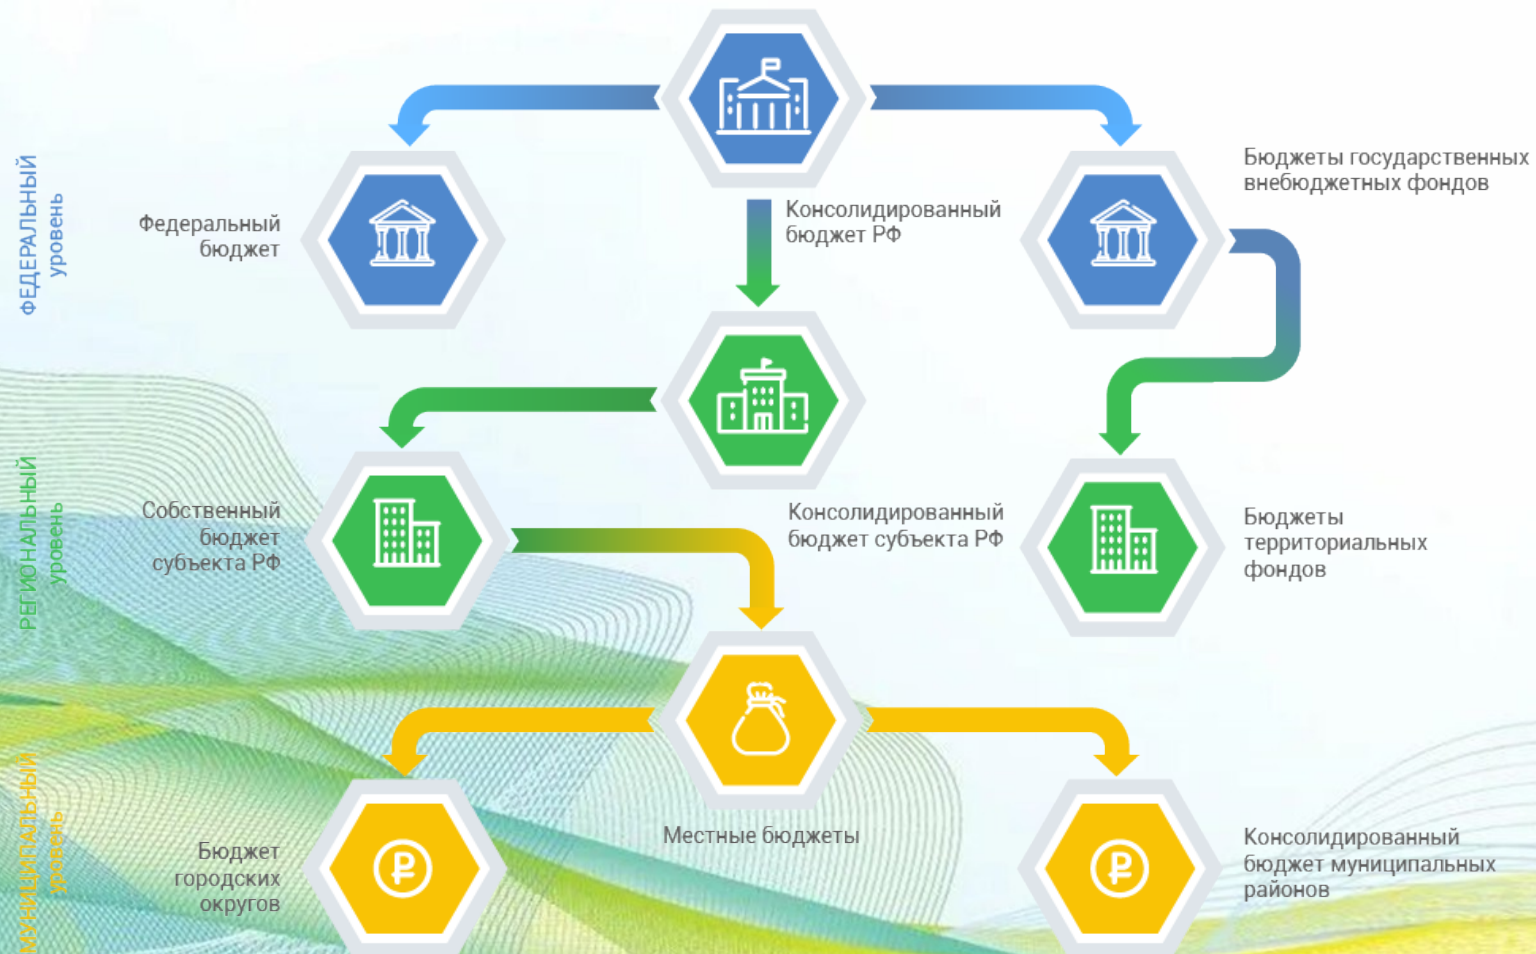 ФЕДЕРАЛЬНЫЙ
уровень
Федеральный
бюджет
Консолидированный
бюджет РФ
Бюджеты государственных
внебюджетных фондов
РЕГИОНАЛЬНЫЙ
уровень
Собственный
бюджет
субъекта РФ
Консолидированный
бюджет субъекта РФ
Бюджеты
территориальных
фондов
МУНИЦИПАЛЬНЫЙ
уровень
Бюджет
городских
округов
Местные бюджеты
Консолидированный
бюджет муниципальных
районов